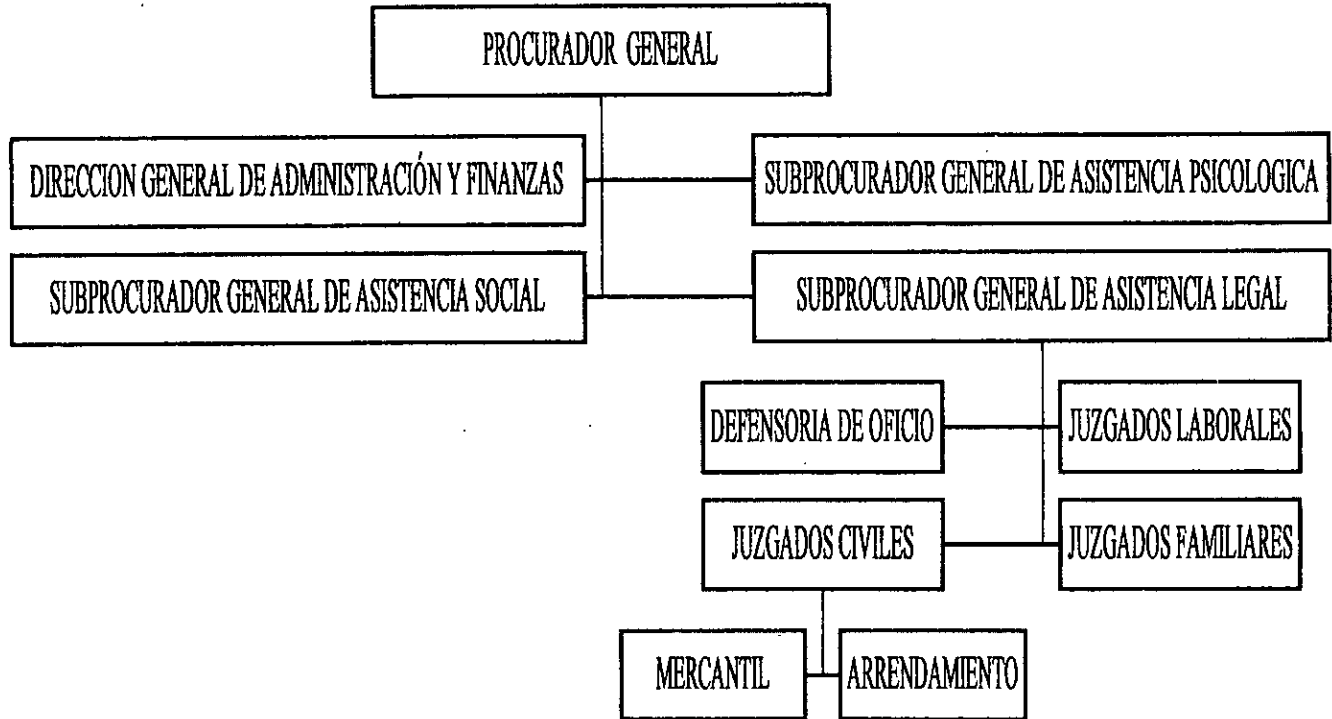 PROCURADOR GENERAL
DIRECCION GENERAL DE ADMINISTRACIÓN Y FINANZAS
SUBPROCURADOR GENERAL DE ASISTENCIA PSICOLOGICA
SUBPROCURADOR GENERAL DE ASISTENCIA SOCIAL
SUBPROCURADOR GENERAL DE ASISTENCIA LEGAL
DEFENSORIA DE OFICIO
JUZGADOS LABORALES
JUZGADOS CIVILES
JUZGADOS FAMILIARES
MERCANTIL
ARRENDAMIENTO